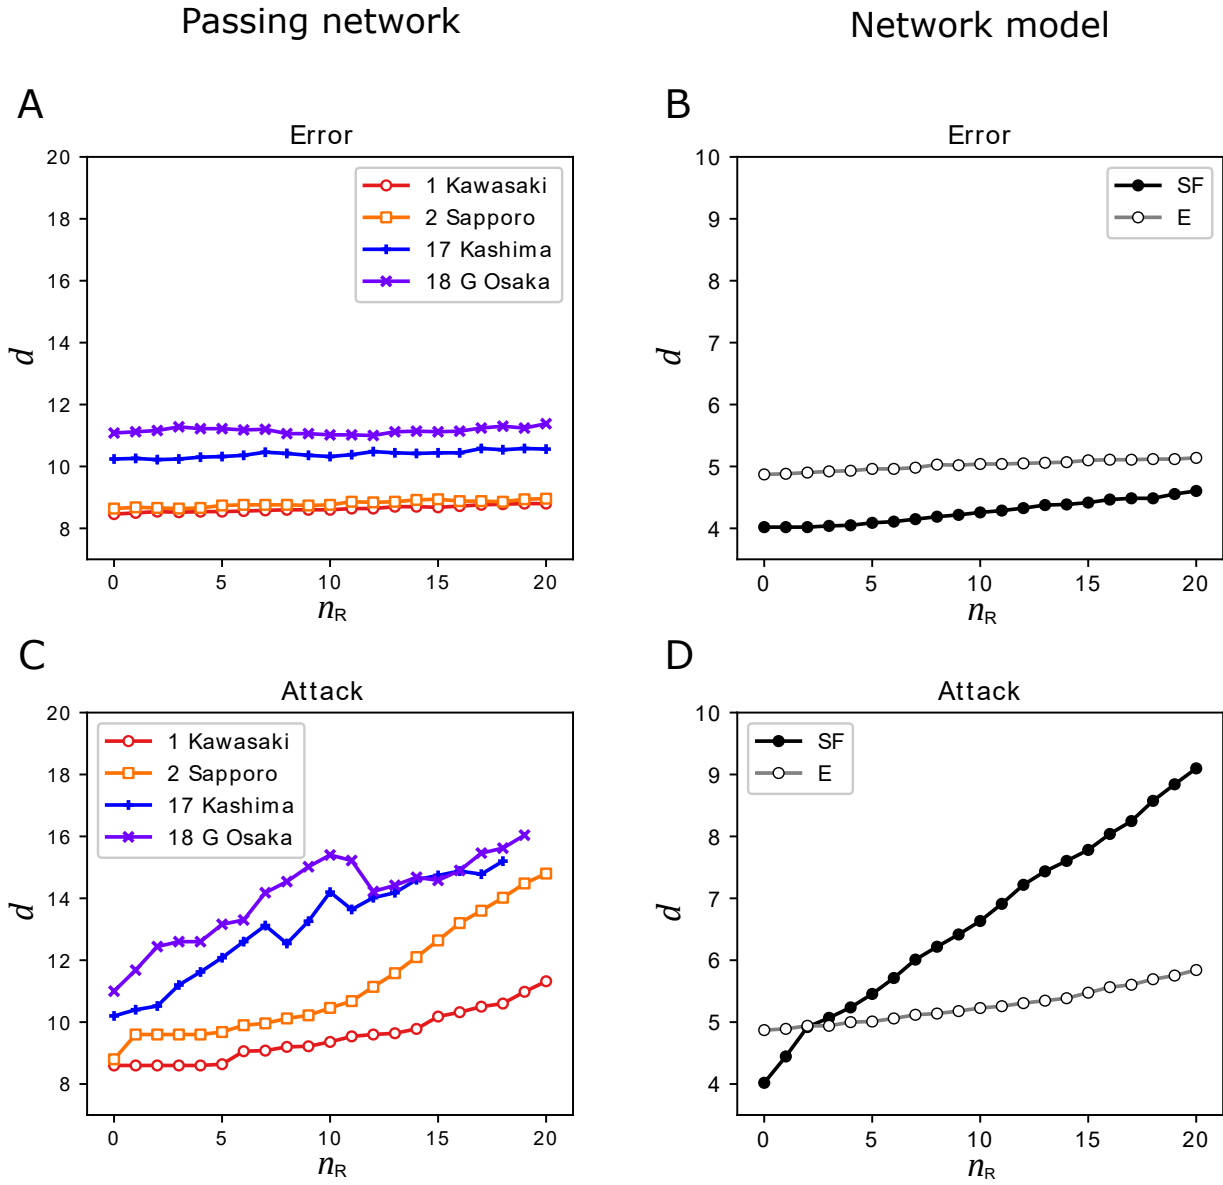 Passing network
Network model
A
Error
20
18
16
14
12
10
8
d
0 5 10 15 20
nR
1 Kawasaki
2 Sapporo
17 Kashima
18 G Osaka
B
Error
10
9
8
7
6
5
4
d
0 5 10 15 20
nR
SF
E
C
Attack
20
18
16
14
12
10
8
d
0 5 10 15 20
nR
1 Kawasaki
2 Sapporo
17 Kashima
18 G Osaka
D
Attack
10
9
8
7
6
5
4
d
0 5 10 15 20
nR
SF
E